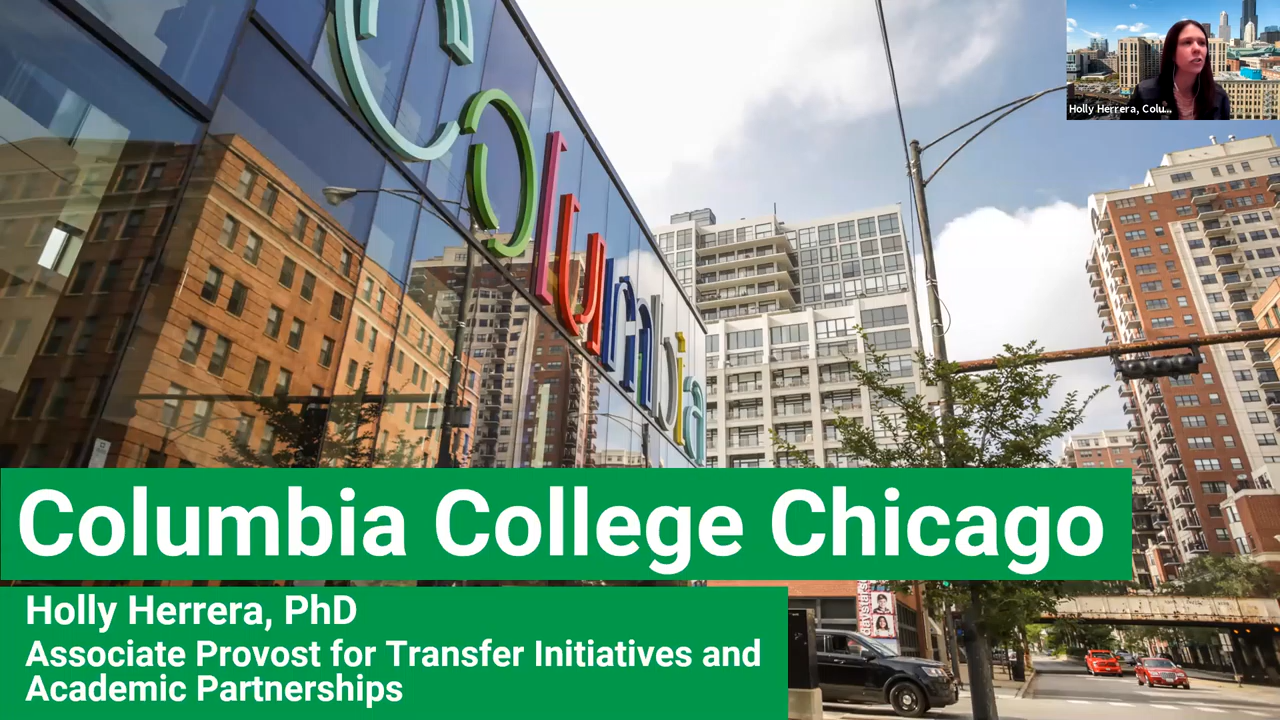 Columbia
Holly Herrera, Colu...
Columbia College Chicago
Holly Herrera, PhD
Associate Provost for Transfer Initiatives and
Academic Partnerships